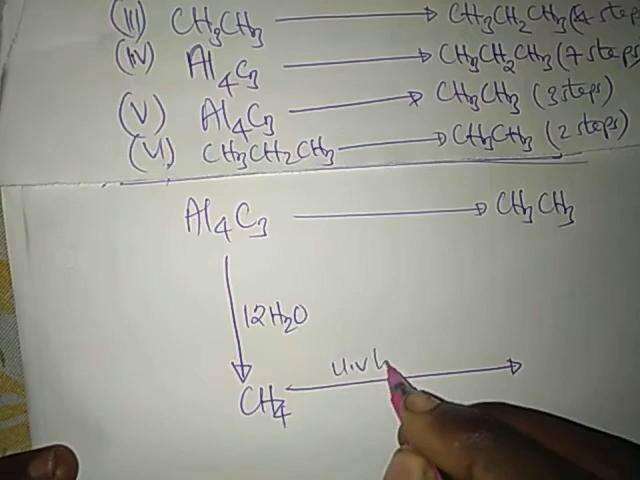 (III) CH3CH3 → CH3CH2CH3 (4 steps
(IV) Al4C3 → CH3CH2CH3 (7 steps)
(V) Al4C3 → CH3CH3 (3 steps)
(VI) CH3CH2CH3 → CH3CH3 (2 steps)
Al4C3 → CH3CH3
12H2O
U.V
CH4